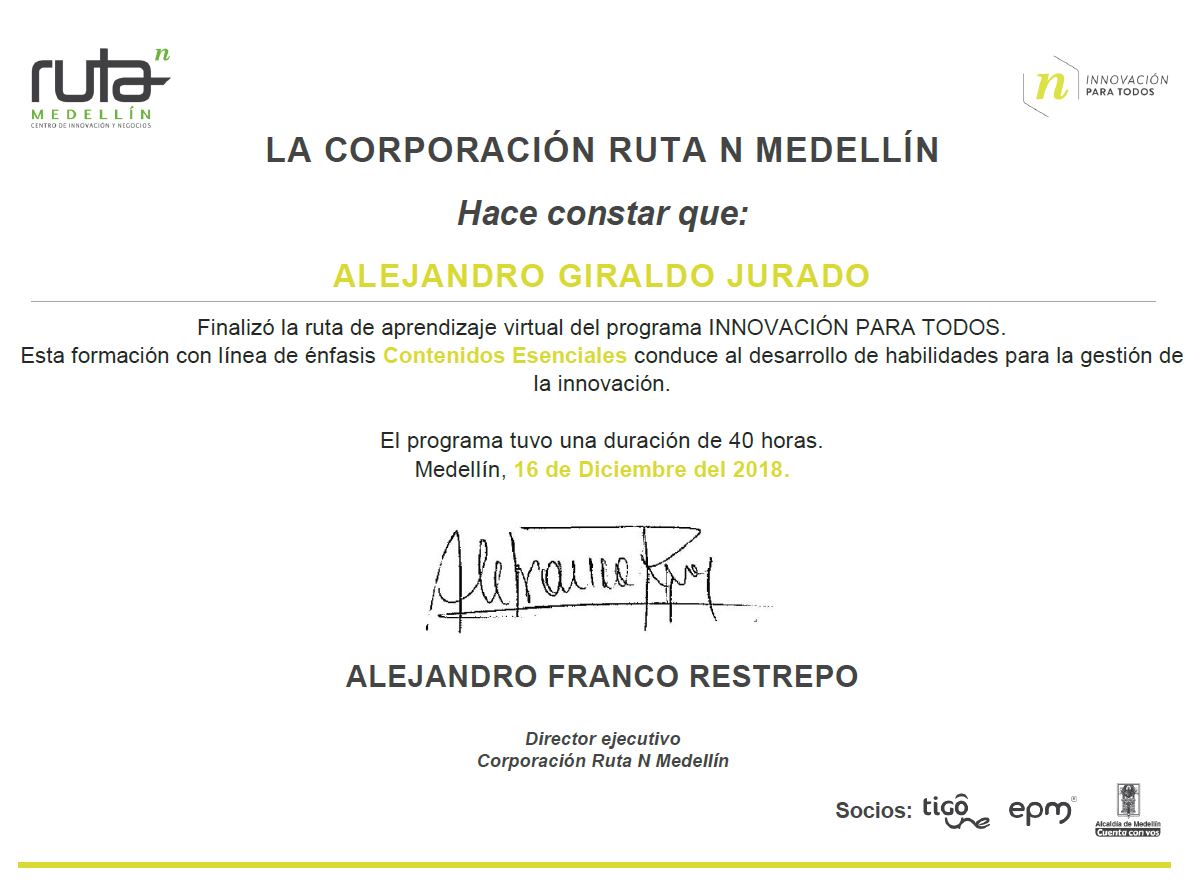 ruta n
MEDELLÍN
CENTRO DE INNOVACIÓN Y NEGOCIOS
n INNOVACIÓN
PARA TODOS
LA CORPORACIÓN RUTA N MEDELLÍN
Hace constar que:
ALEJANDRO GIRALDO JURADO
Finalizó la ruta de aprendizaje virtual del programa INNOVACIÓN PARA TODOS.
Esta formación con línea de énfasis Contenidos Esenciales conduce al desarrollo de habilidades para la gestión de
la innovación.
El programa tuvo una duración de 40 horas.
Medellín, 16 de Diciembre del 2018.
ALEJANDRO FRANCO RESTREPO
Director ejecutivo
Corporación Ruta N Medellín
Socios: tigo une epm®
Alcaldía de Medellín
Cuenta con vos